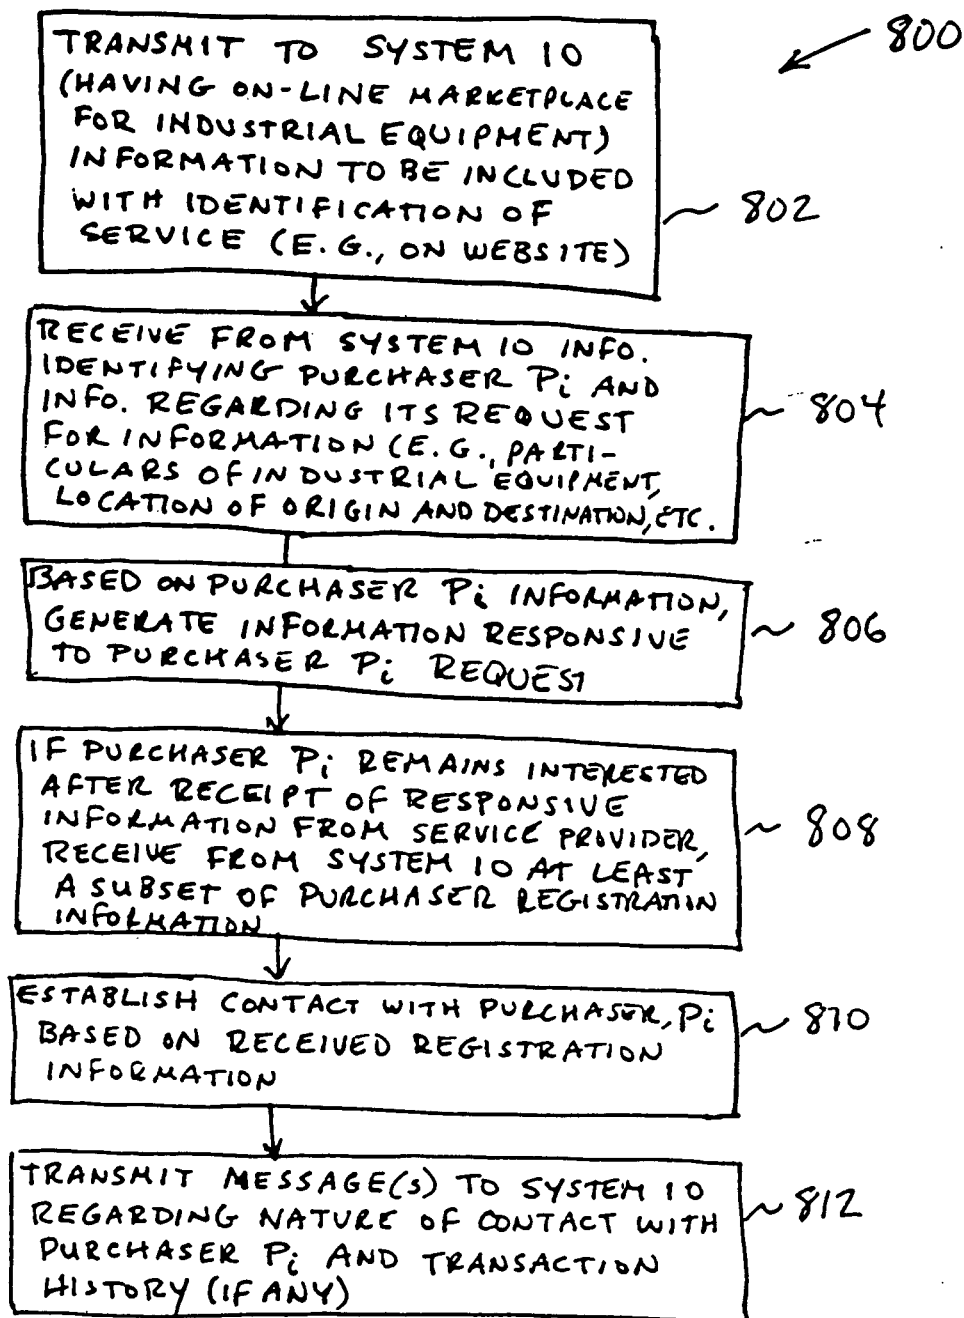 800
TRANSMIT TO SYSTEM 10
(HAVING ON-LINE MARKETPLACE
FOR INDUSTRIAL EQUIPMENT)
INFORMATION TO BE INCLUDED
WITH IDENTIFICATION OF
SERVICE (E.G., ON WEBSITE)
802
RECEIVE FROM SYSTEM 10 INFO.
IDENTIFYING PURCHASER Pi AND
INFO. REGARDING ITS REQUEST
FOR INFORMATION (E.G., PARTI-
CULARS OF INDUSTRIAL EQUIPMENT,
LOCATION OF ORIGIN AND DESTINATION, ETC.
804
BASED ON PURCHASER Pi INFORMATION,
GENERATE INFORMATION RESPONSIVE
TO PURCHASER Pi REQUEST
806
IF PURCHASER Pi REMAINS INTERESTED
AFTER RECEIPT OF RESPONSIVE
INFORMATION FROM SERVICE PROVIDER,
RECEIVE FROM SYSTEM 10 AT LEAST
A SUBSET OF PURCHASER REGISTRATION
INFORMATION
808
ESTABLISH CONTACT WITH PURCHASER, Pi
BASED ON RECEIVED REGISTRATION
INFORMATION
810
TRANSMIT MESSAGE(S) TO SYSTEM 10
REGARDING NATURE OF CONTACT WITH
PURCHASER Pi AND TRANSACTION
HISTORY (IF ANY)
812